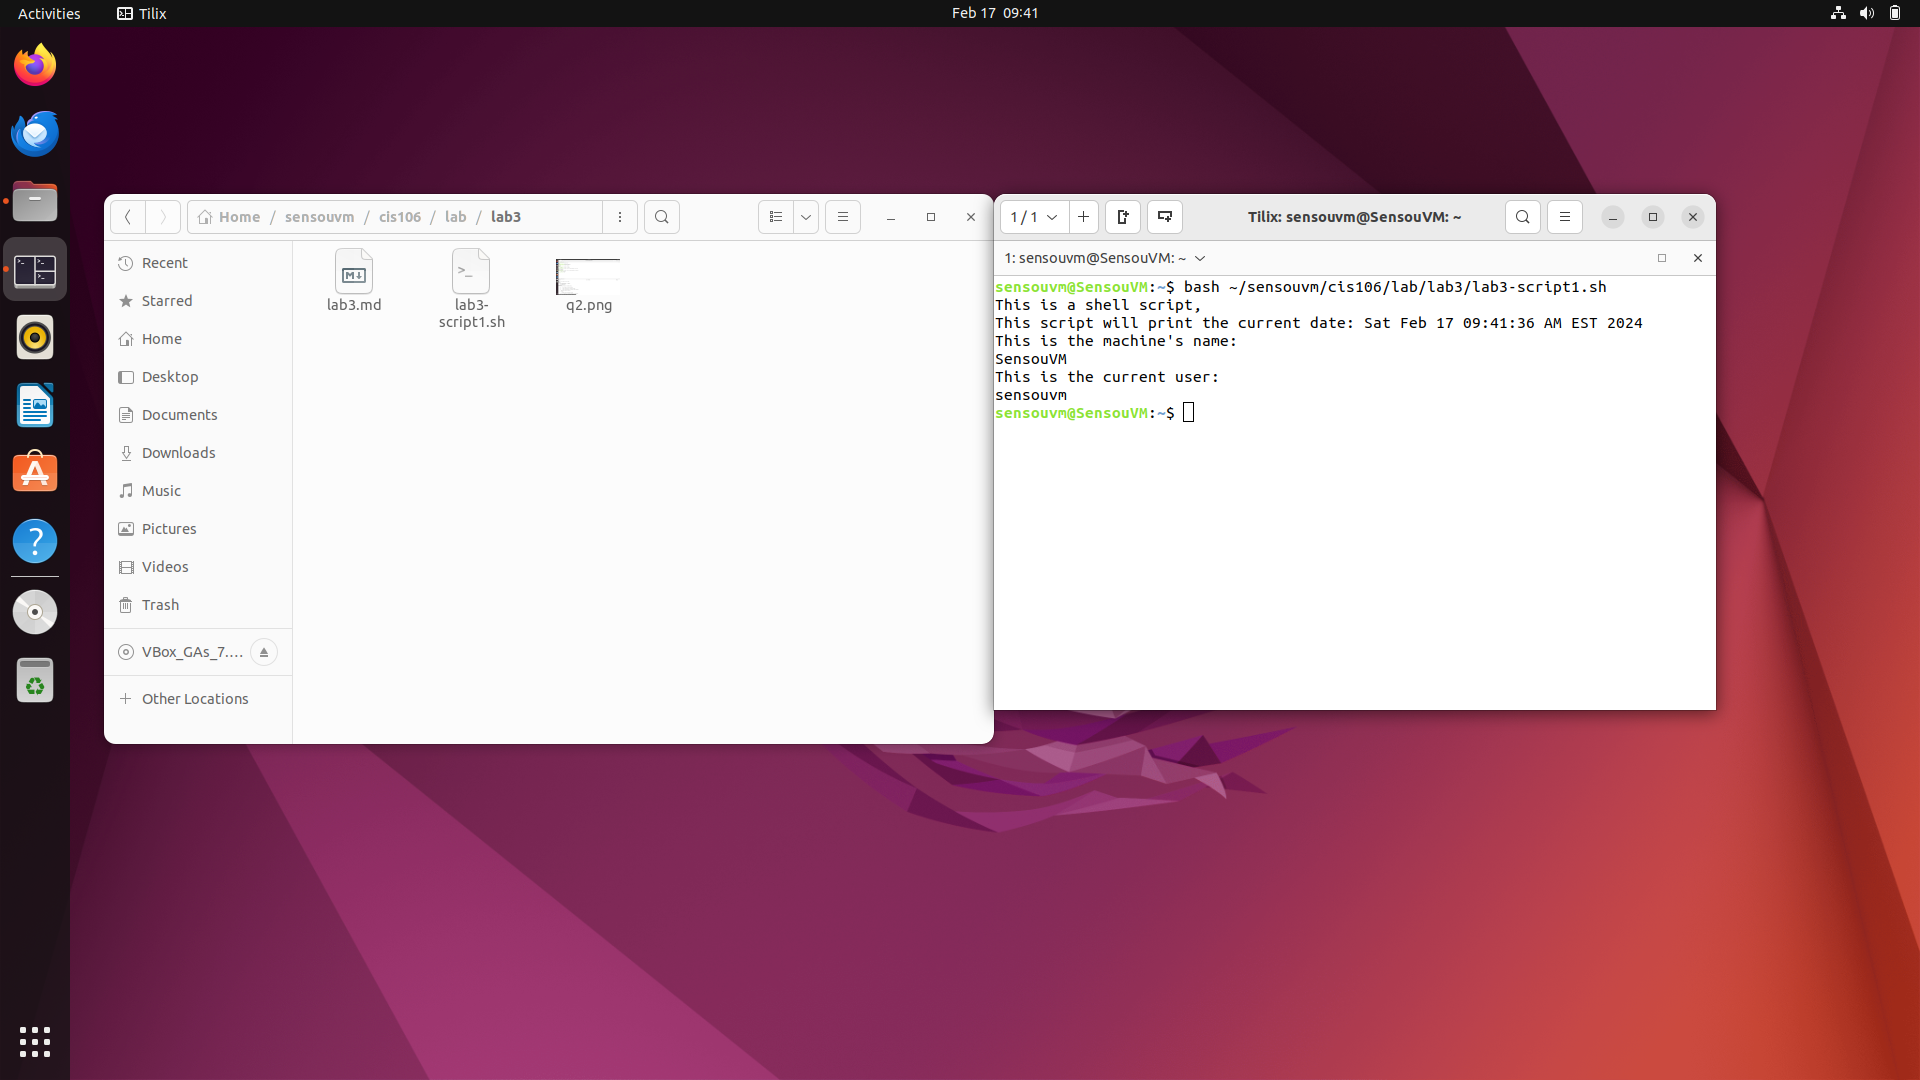 Activities
Tilix
Feb 17 09:41
Home / sensouvm / cis106 / lab / lab3
Recent
Starred
Home
Desktop
Documents
Downloads
Music
Pictures
Videos
Trash
VBox_GAs_7....
Other Locations
lab3.md
lab3-
script1.sh
q2.png
1 / 1
Tilix: sensouvm@SensouVM: ~
1: sensouvm@SensouVM: ~
sensouvm@SensouVM:~$ bash ~/sensouvm/cis106/lab/lab3/lab3-script1.sh
This is a shell script,
This script will print the current date: Sat Feb 17 09:41:36 AM EST 2024
This is the machine's name:
SensouVM
This is the current user:
sensouvm
sensouvm@SensouVM:~$